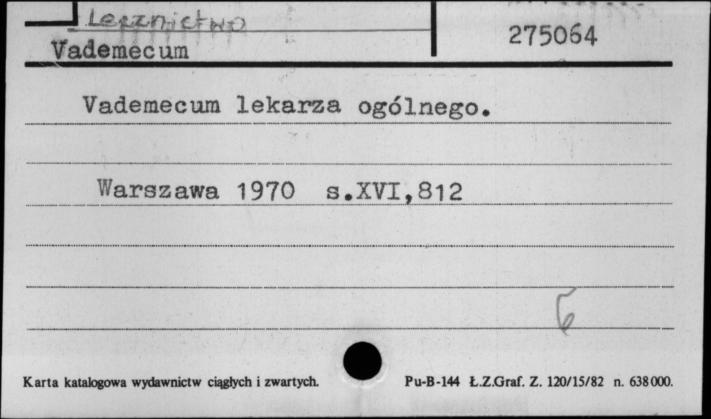 Lecznictwo
Vademecum
275064
Vademecum lekarza ogólnego.
Warszawa 1970 s.XVI,812
Karta katalogowa wydawnictw ciągłych i zwartych.
Pu-B-144 Ł.Z.Graf. Z. 120/15/82 n. 638000.